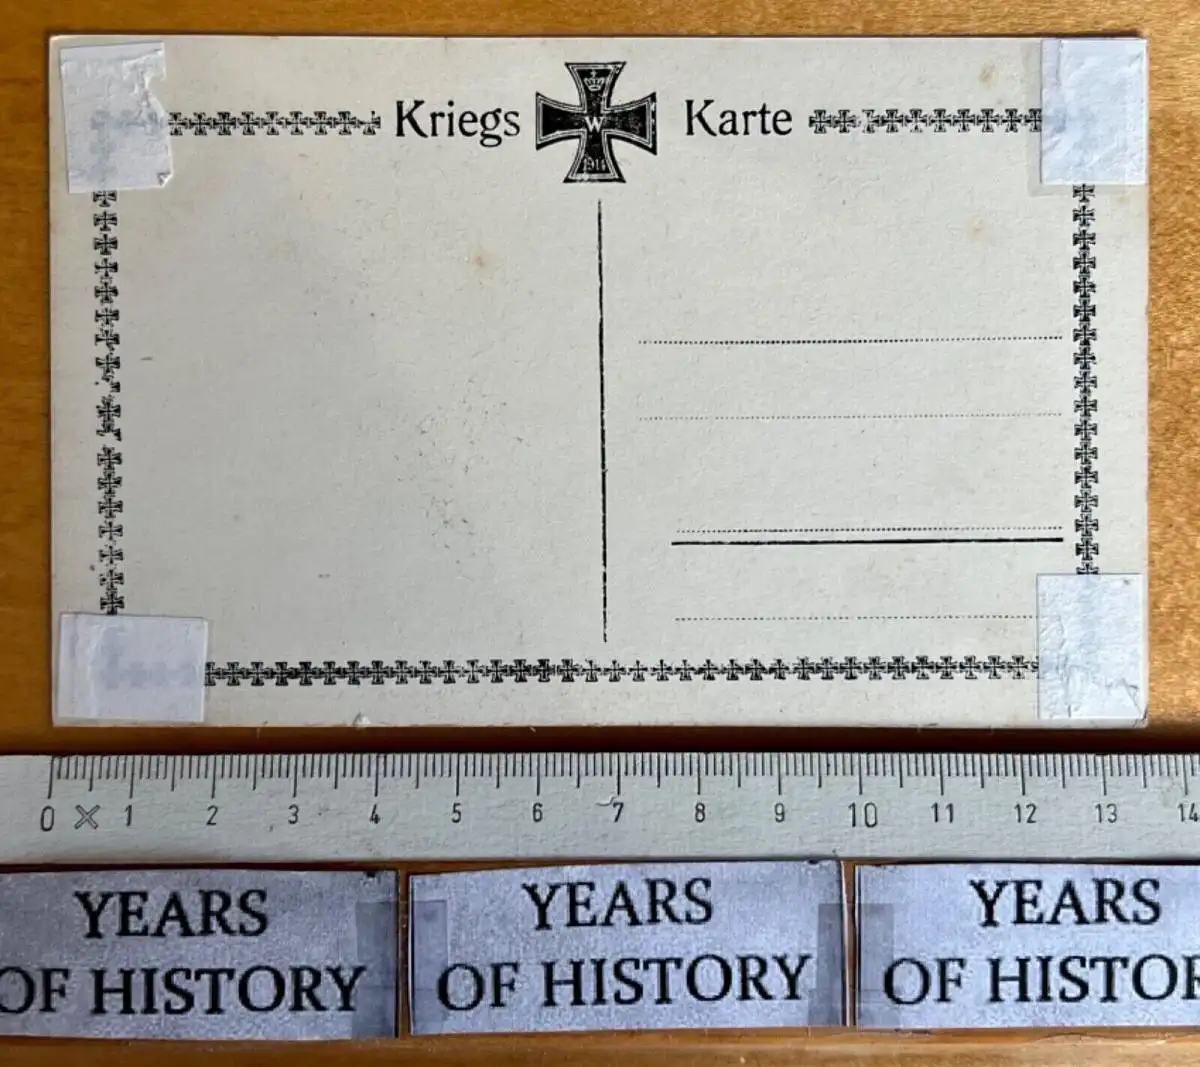 Kriegs Karte
W
1914
0 1 2 3 4 5 6 7 8 9 10 11 12 13 14
YEARS YEARS YEARS
OF HISTORY OF HISTORY OF HISTOR